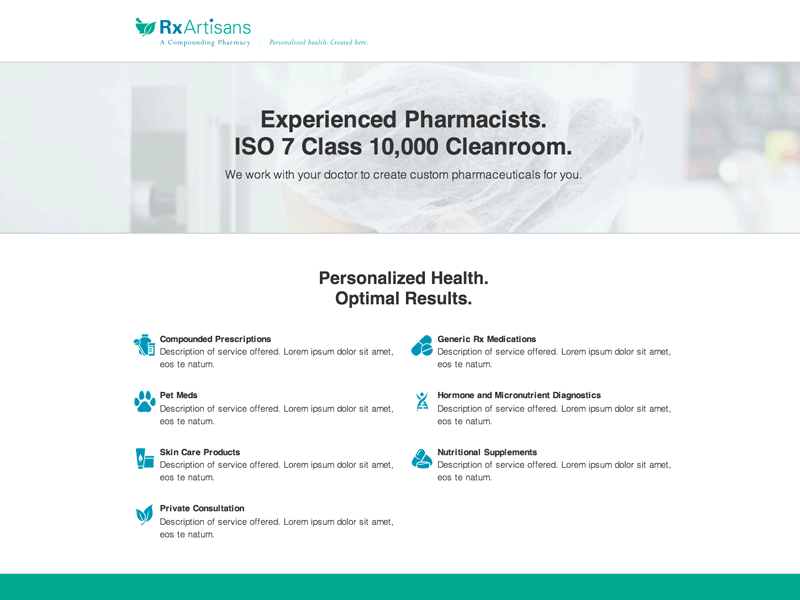 RxArtisans
A Compounding Pharmacy | Personalized health. Created here.
Experienced Pharmacists.
ISO 7 Class 10,000 Cleanroom.
We work with your doctor to create custom pharmaceuticals for you.
Personalized Health.
Optimal Results.
Compounded Prescriptions
Description of service offered. Lorem ipsum dolor sit amet,
eos te natum.
Generic Rx Medications
Description of service offered. Lorem ipsum dolor sit amet,
eos te natum.
Pet Meds
Description of service offered. Lorem ipsum dolor sit amet,
eos te natum.
Hormone and Micronutrient Diagnostics
Description of service offered. Lorem ipsum dolor sit amet,
eos te natum.
Skin Care Products
Description of service offered. Lorem ipsum dolor sit amet,
eos te natum.
Nutritional Supplements
Description of service offered. Lorem ipsum dolor sit amet,
eos te natum.
Private Consultation
Description of service offered. Lorem ipsum dolor sit amet,
eos te natum.